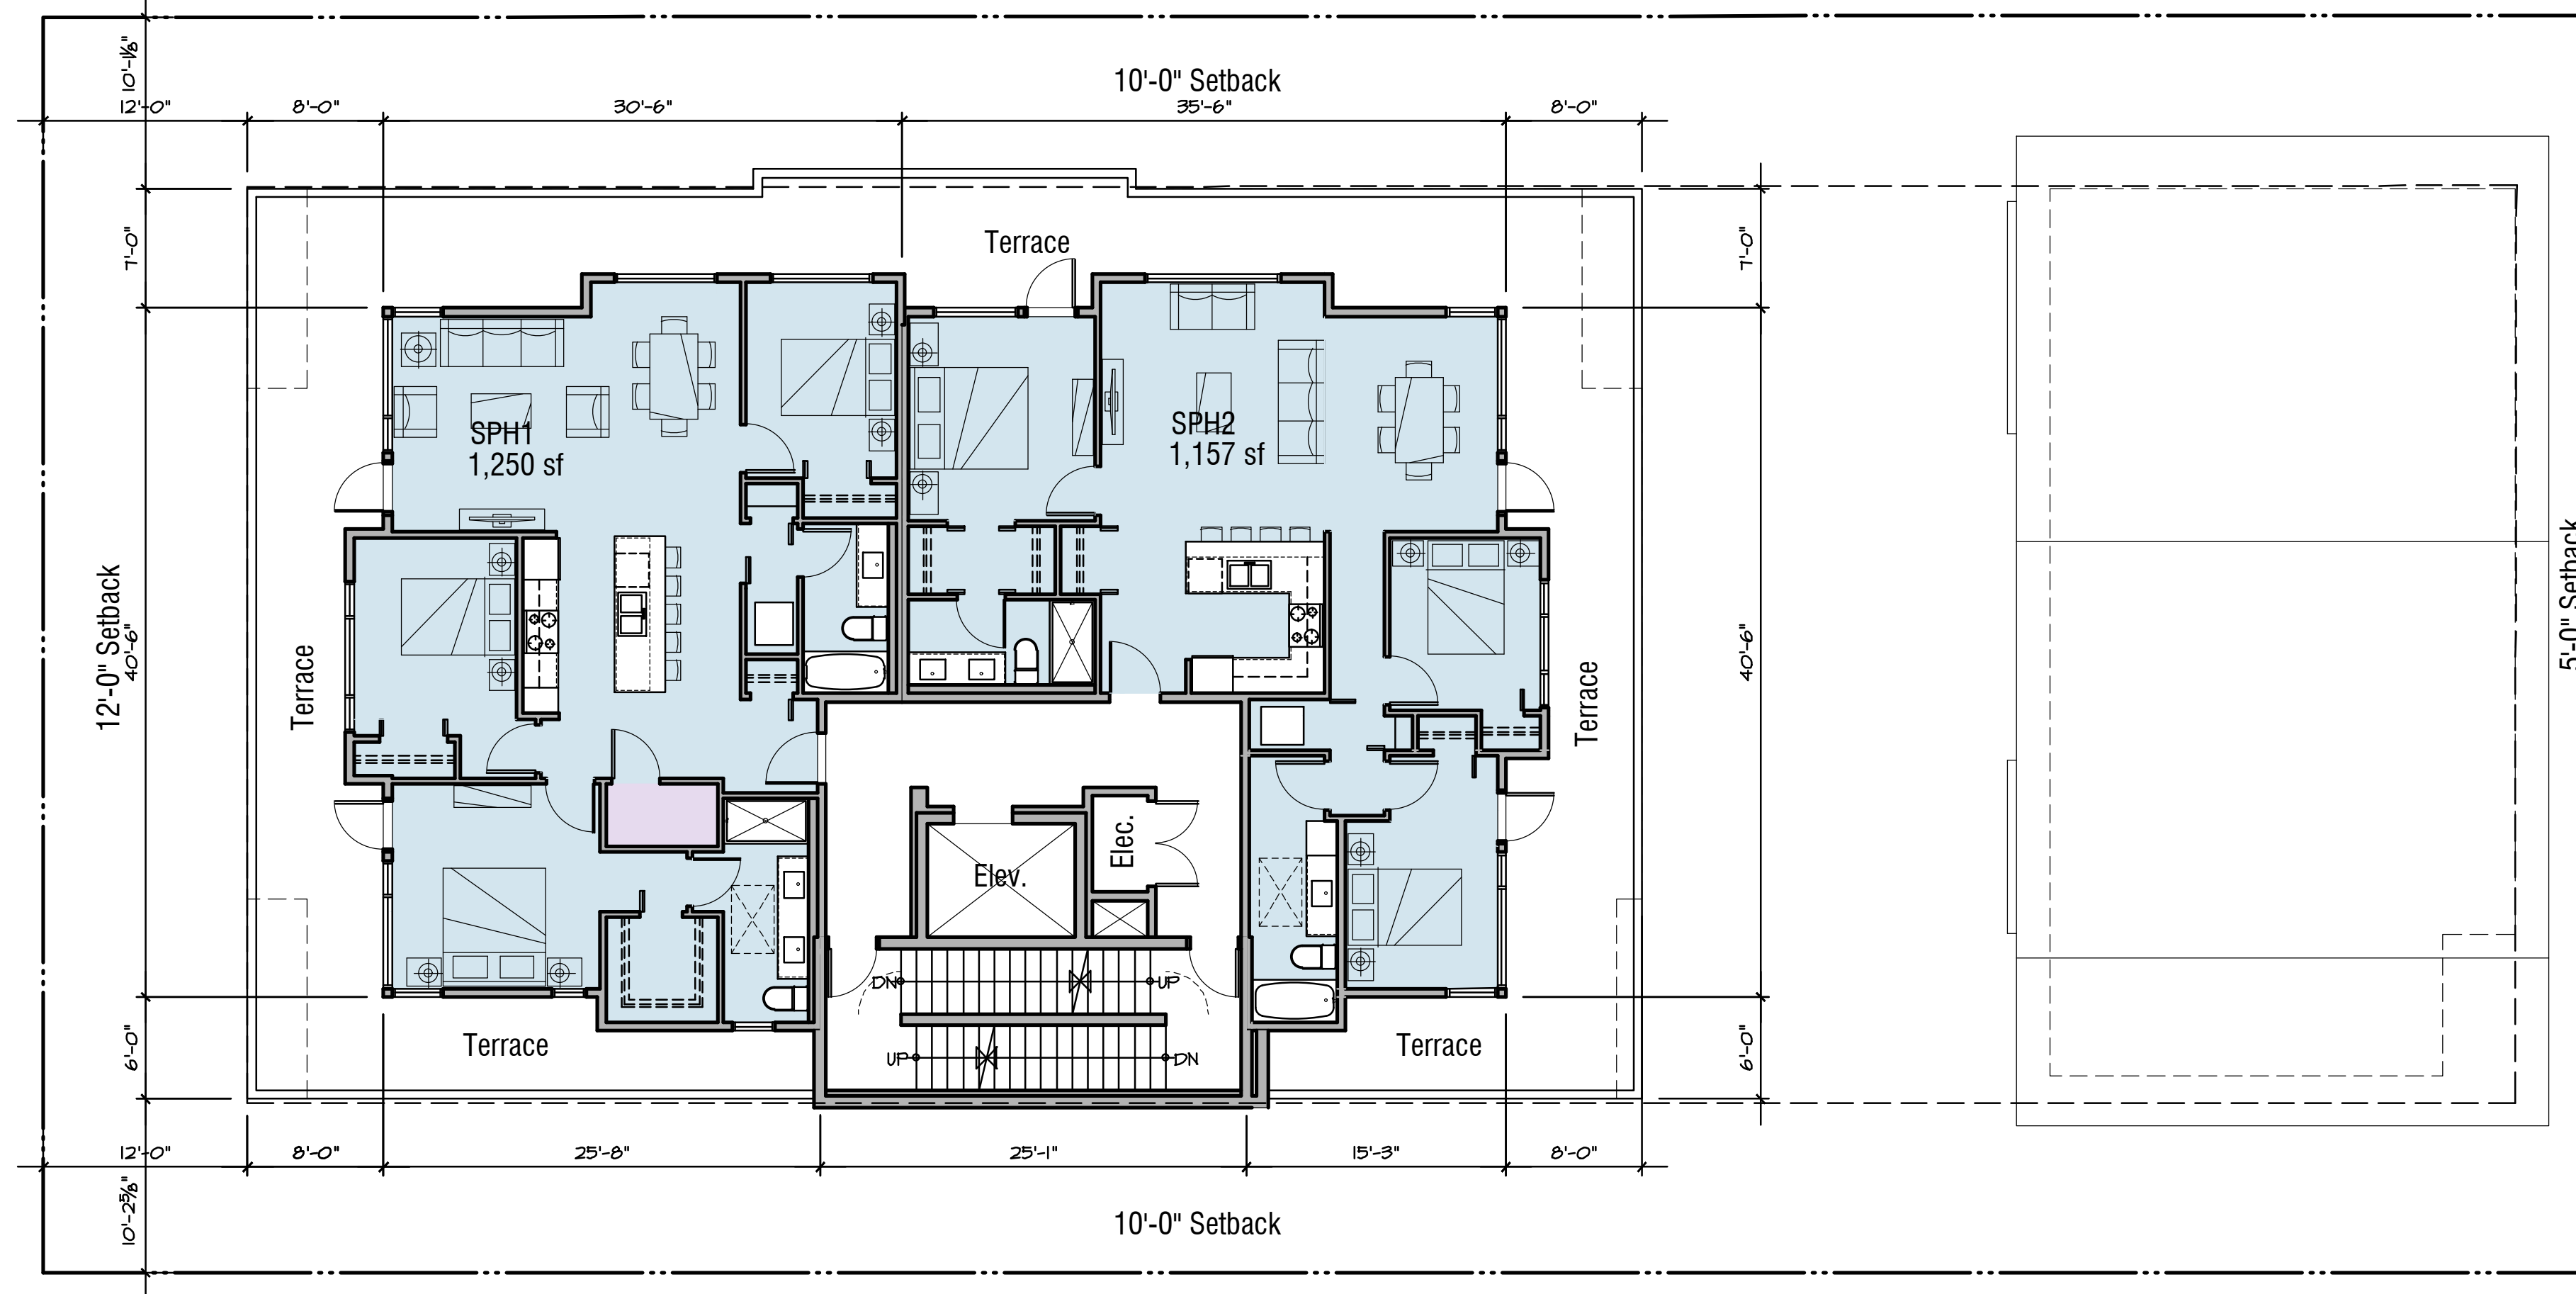 10'-0" Setback
10'-1⅛"
12'-0"
8'-0"
30'-6"
35'-6"
8'-0"
7'-0"
Terrace
7'-0"
SPH1
1,250 sf
SPH2
1,157 sf
12'-0" Setback
40'-6"
Terrace
Terrace
40'-6"
5'-0" Setback
Elev.
Elec.
DN
UP
UP
DN
6'-0"
Terrace
Terrace
6'-0"
12'-0"
8'-0"
25'-8"
25'-1"
15'-3"
8'-0"
10'-2⅝"
10'-0" Setback